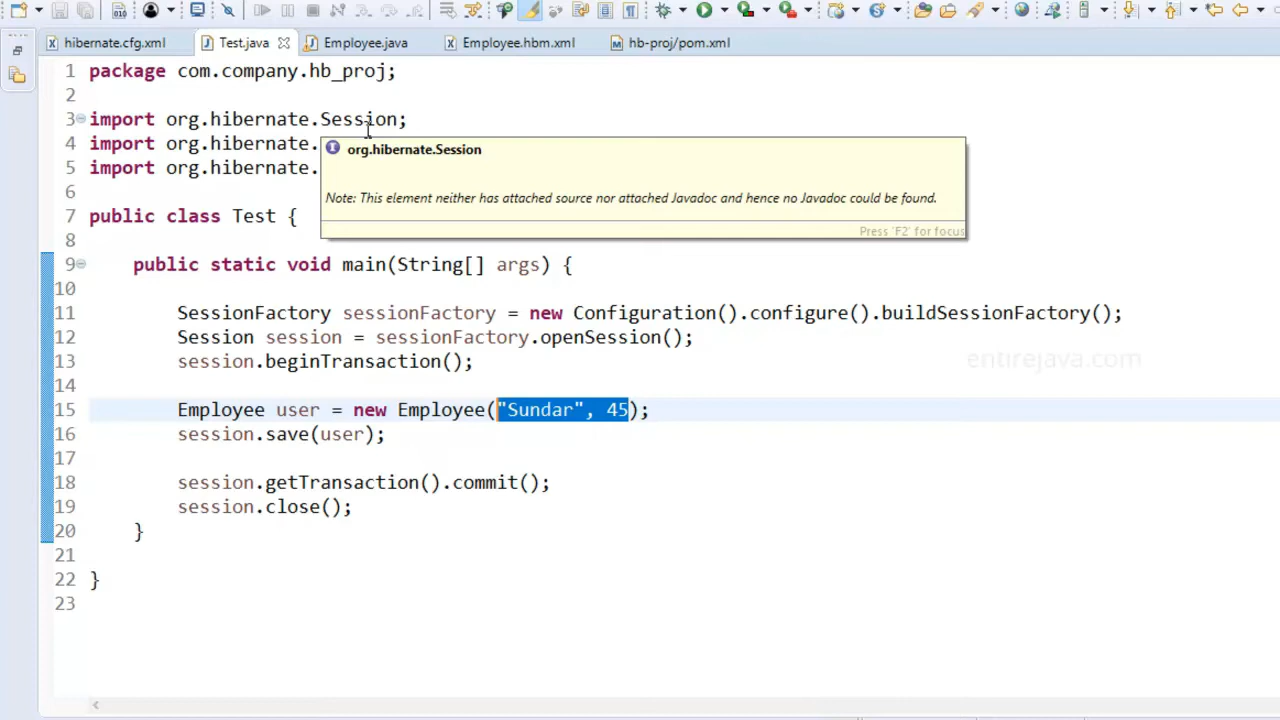 hibernate.cfg.xml Test.java Employee.java Employee.hbm.xml hb-proj/pom.xml
1 package com.company.hb_proj;
2
3 import org.hibernate.Session;
4 import org.hibernate.
org.hibernate.Session
5 import org.hibernate.
Note: This element neither has attached source nor attached Javadoc and hence no Javadoc could be found.
6
7 public class Test {
Press 'F2' for focus
8
9 public static void main(String[] args) {
10
11 SessionFactory sessionFactory = new Configuration().configure().buildSessionFactory();
12 Session session = sessionFactory.openSession();
13 session.beginTransaction();
entirejava.com
14
15 Employee user = new Employee("Sundar", 45);
16 session.save(user);
17
18 session.getTransaction().commit();
19 session.close();
20 }
21
22 }
23